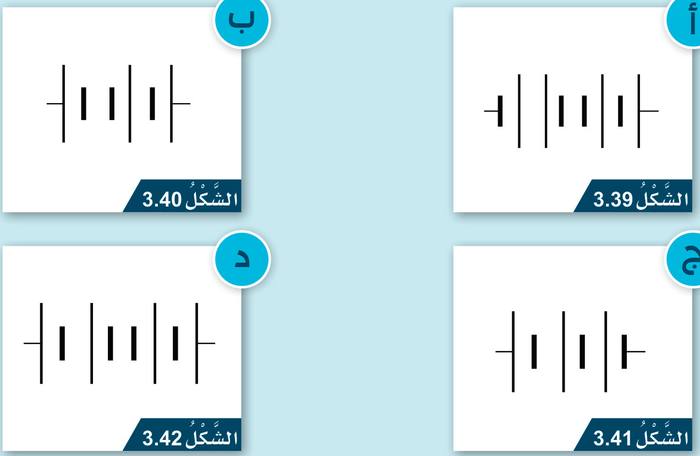 أ
الشَّكْلُ 3.39
ب
الشَّكْلُ 3.40
ج
الشَّكْلُ 3.41
د
الشَّكْلُ 3.42